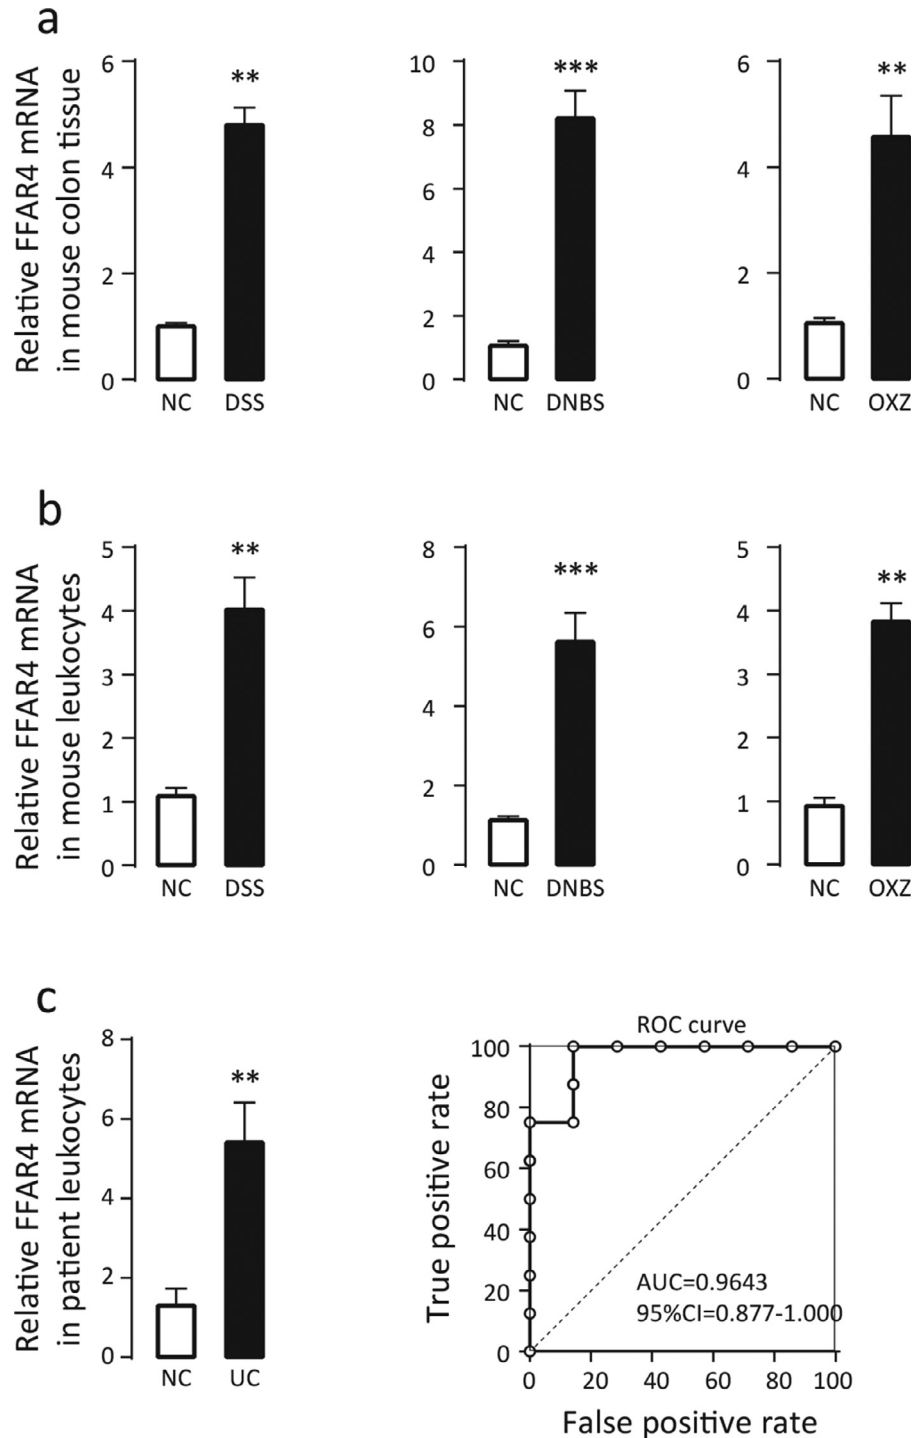 a
Relative FFAR4 mRNA
in mouse colon tissue
6
4
2
0
**
NC DSS
10
8
6
4
2
0
***
NC DNBS
6
4
2
0
**
NC OXZ
b
Relative FFAR4 mRNA
in mouse leukocytes
5
4
3
2
1
0
**
NC DSS
8
6
4
2
0
***
NC DNBS
5
4
3
2
1
0
**
NC OXZ
c
Relative FFAR4 mRNA
in patient leukocytes
8
6
4
2
0
**
NC UC
ROC curve
True positive rate
100
80
60
40
20
0
AUC=0.9643
95%CI=0.877-1.000
0 20 40 60 80 100
False positive rate